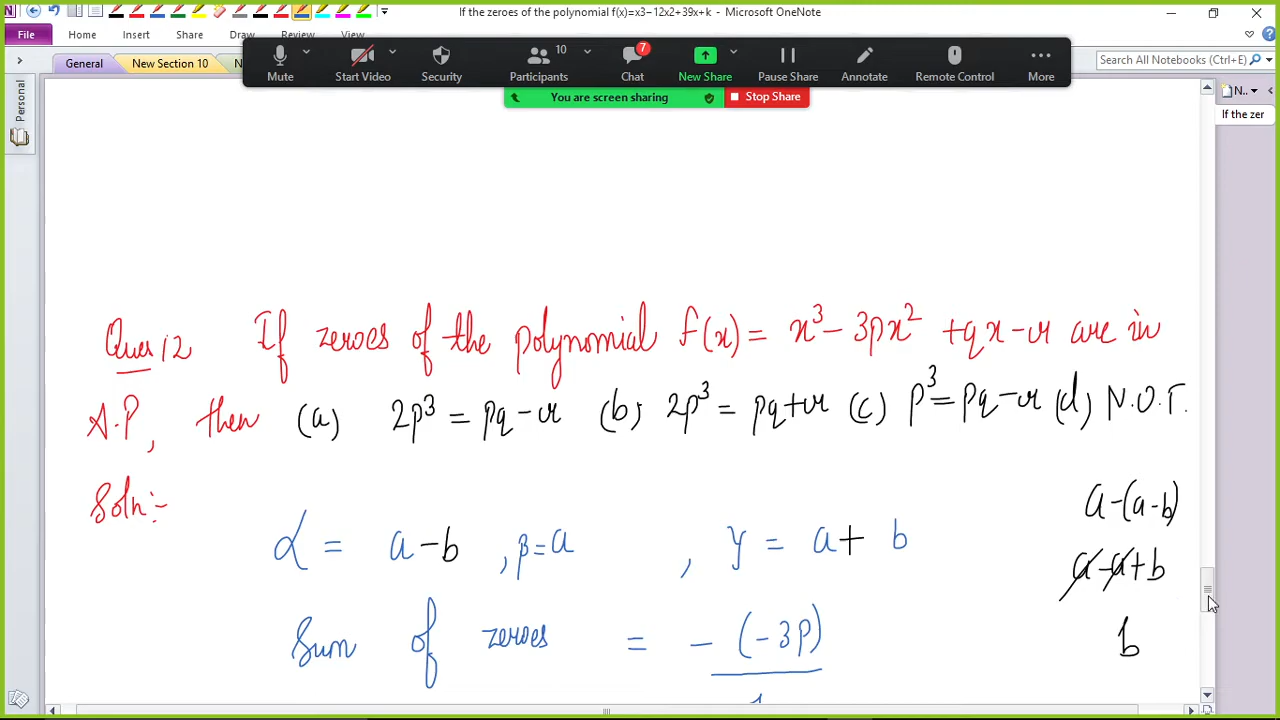 If the zeroes of the polynomial f(x)=x3−12x2+39x+k - Microsoft OneNote
File Home Insert Share Draw Review View
Mute Start Video Security Participants 10 Chat 7 New Share Pause Share Annotate Remote Control More
General New Section 10 N
Search All Notebooks (Ctrl+E)
You are screen sharing Stop Share
Personal
N..
If the zer
Ques 12 If zeroes of the polynomial f(x) = x³ - 3px² + qx - r are in
A.P, then (a) 2p³ = pq - r (b) 2p³ = pq + r (c) p³ = pq - r (d) N.O.T.
Soln:-
a - (a - b)
α = a - b , β = a , γ = a + b
a - a + b
Sum of zeroes = - (-3p)
b
1